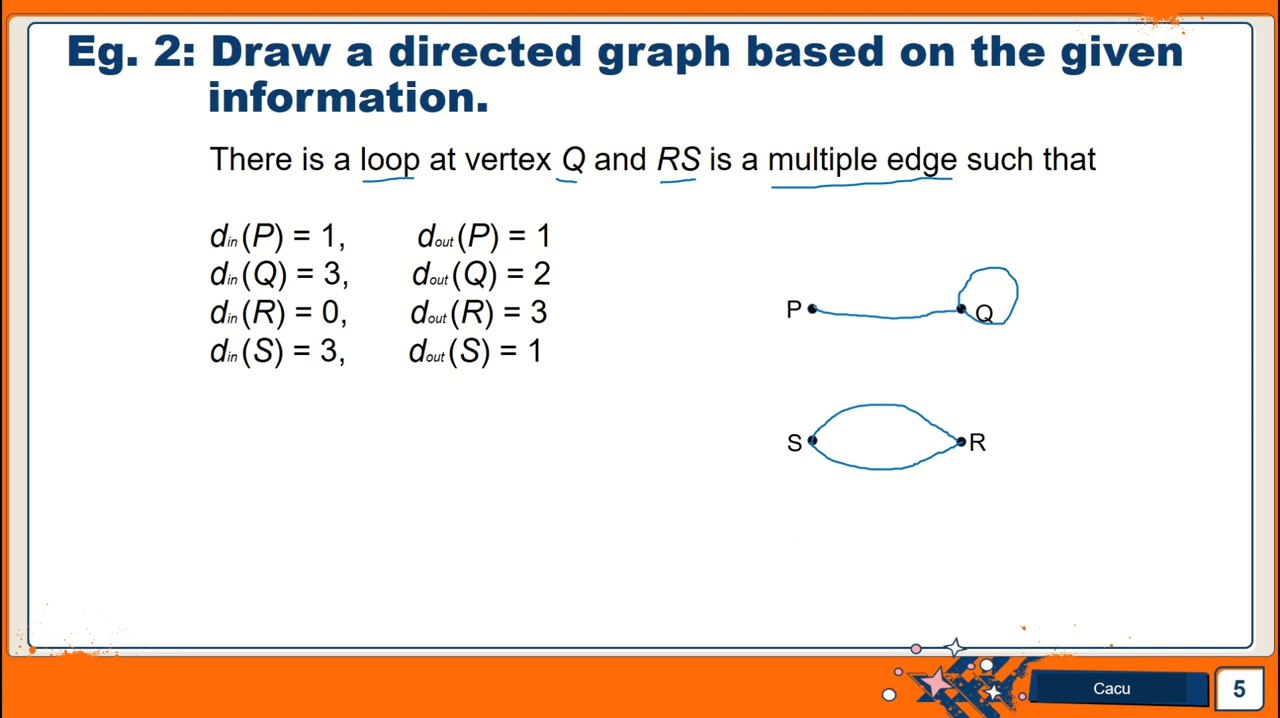 Eg. 2: Draw a directed graph based on the given
information.
There is a loop at vertex Q and RS is a multiple edge such that
din (P) = 1, dout (P) = 1
din (Q) = 3, dout (Q) = 2
din (R) = 0, dout (R) = 3
din (S) = 3, dout (S) = 1
P Q
S R
Cacu 5